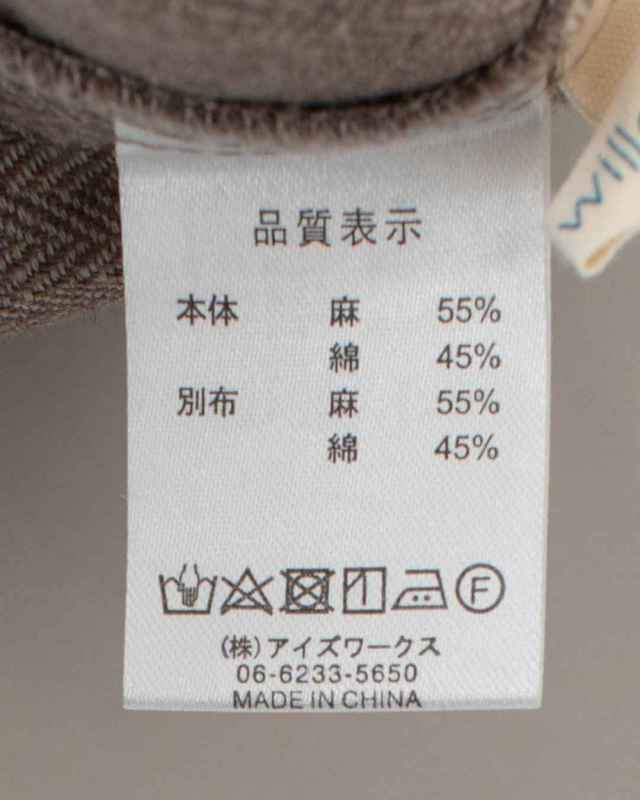 品質表示
本体 麻 55%
綿 45%
別布 麻 55%
綿 45%
F
(株)アイズワークス
06-6233-5650
MADE IN CHINA